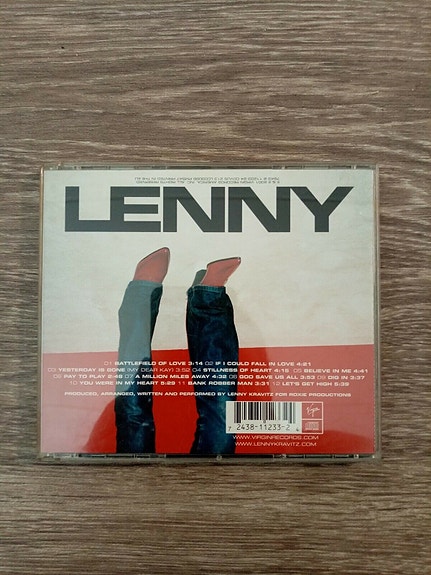 LENNY
01 BATTLEFIELD OF LOVE 3:14 02 IF I COULD FALL IN LOVE 4:21
03 YESTERDAY IS GONE (MY DEAR KAY) 3:52 04 STILLNESS OF HEART 4:15 05 BELIEVE IN ME 4:41
06 PAY TO PLAY 2:46 07 A MILLION MILES AWAY 4:32 08 GOD SAVE US ALL 3:53 09 DIG IN 3:37
10 YOU WERE IN MY HEART 5:29 11 BANK ROBBER MAN 3:31 12 LET'S GET HIGH 5:39
PRODUCED, ARRANGED, WRITTEN AND PERFORMED BY LENNY KRAVITZ FOR ROXIE PRODUCTIONS
Virgin
7 2438-11233-2 4
WWW.VIRGINRECORDS.COM
WWW.LENNYKRAVITZ.COM